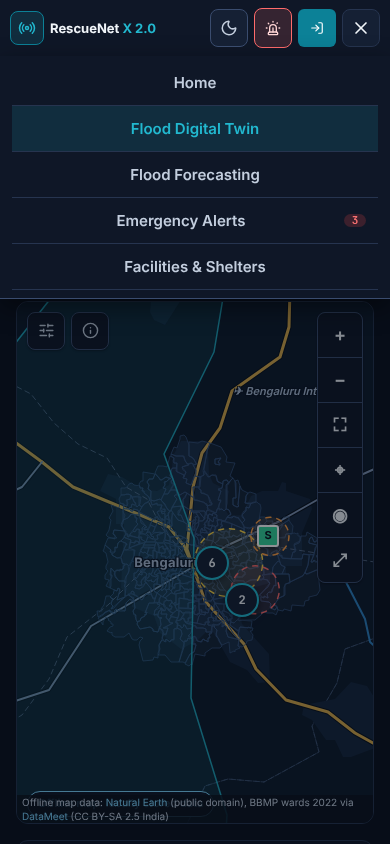 RescueNet X 2.0
Home
Flood Digital Twin
Flood Forecasting
Emergency Alerts 3
Facilities & Shelters
+
−
Bengaluru Int
S
Bengalur
6
2
Offline map data: Natural Earth (public domain), BBMP wards 2022 via
DataMeet (CC BY-SA 2.5 India)